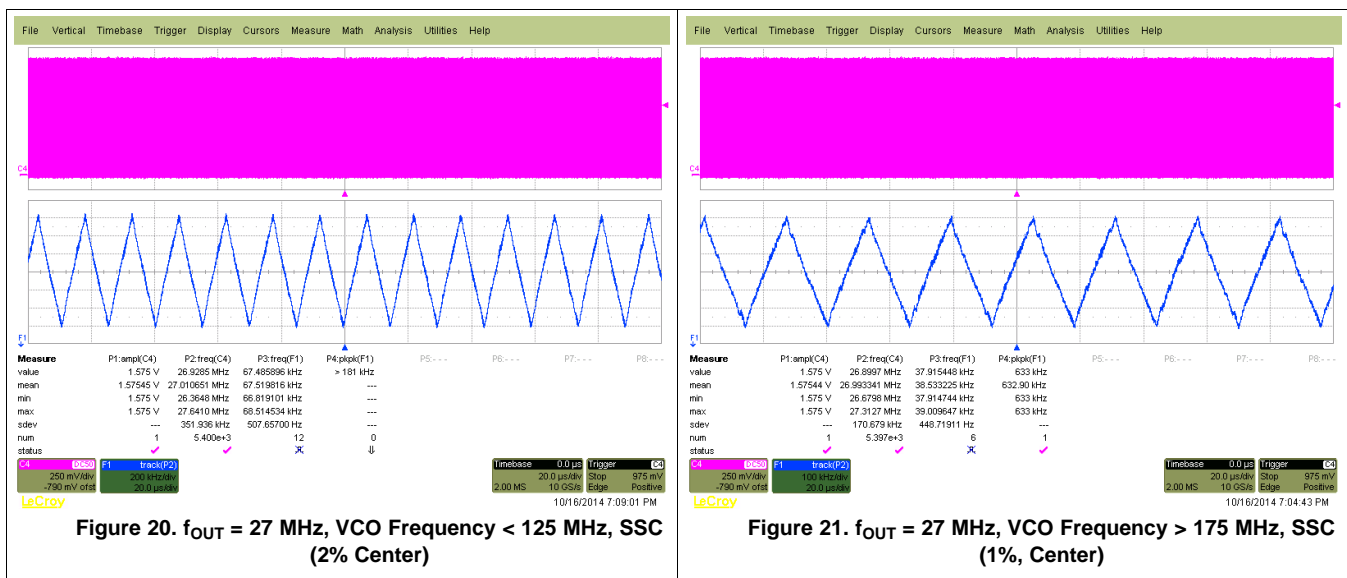 File Vertical Timebase Trigger Display Cursors Measure Math Analysis Utilities Help
C4
F1
Measure P1:ampl(C4) P2:freq(C4) P3:freq(F1) P4:pkpk(F1) P5:--- P6:--- P7:--- P8:---
value 1.575 V 26.9285 MHz 67.485896 kHz > 181 kHz
mean 1.57545 V 27.010651 MHz 67.519816 kHz ---
min 1.575 V 26.3648 MHz 66.819101 kHz ---
max 1.575 V 27.6410 MHz 68.514534 kHz ---
sdev --- 351.936 kHz 507.65700 Hz ---
num 1 5.400e+3 12 0
status
C4 DC50
250 mV/div
-790 mV ofst
F1 track(P2)
200 kHz/div
20.0 µs/div
Timebase 0.0 µs
20.0 µs/div
2.00 MS 10 GS/s
Trigger C4
Stop 975 mV
Edge Positive
LeCroy
10/16/2014 7:09:01 PM
Figure 20. fOUT = 27 MHz, VCO Frequency < 125 MHz, SSC
(2% Center)
File Vertical Timebase Trigger Display Cursors Measure Math Analysis Utilities Help
C4
F1
Measure P1:ampl(C4) P2:freq(C4) P3:freq(F1) P4:pkpk(F1) P5:--- P6:--- P7:--- P8:---
value 1.575 V 26.8997 MHz 37.915448 kHz 633 kHz
mean 1.57544 V 26.993341 MHz 38.533225 kHz 632.90 kHz
min 1.575 V 26.6798 MHz 37.914744 kHz 633 kHz
max 1.575 V 27.3127 MHz 39.009647 kHz 633 kHz
sdev --- 170.679 kHz 448.71911 Hz ---
num 1 5.397e+3 6 1
status
C4 DC50
250 mV/div
-790 mV ofst
F1 track(P2)
100 kHz/div
20.0 µs/div
Timebase 0.0 µs
20.0 µs/div
2.00 MS 10 GS/s
Trigger C4
Stop 975 mV
Edge Positive
LeCroy
10/16/2014 7:04:43 PM
Figure 21. fOUT = 27 MHz, VCO Frequency > 175 MHz, SSC
(1%, Center)